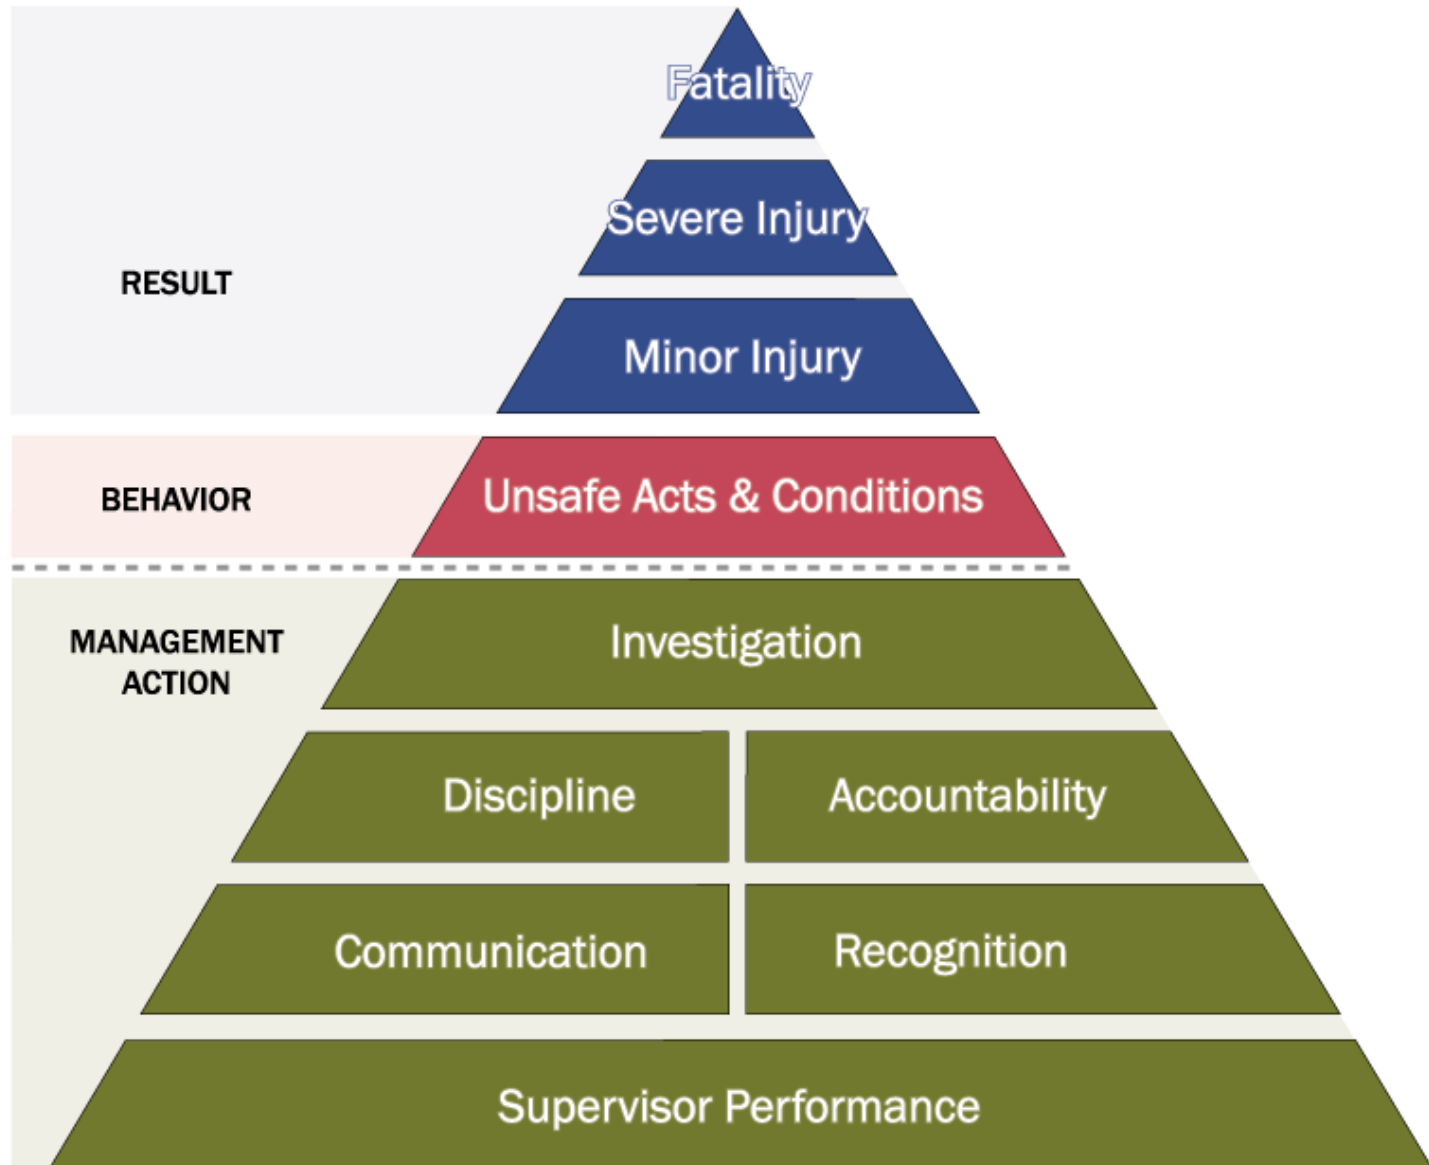 Fatality
Severe Injury
RESULT
Minor Injury
BEHAVIOR
Unsafe Acts & Conditions
MANAGEMENT
ACTION
Investigation
Discipline
Accountability
Communication
Recognition
Supervisor Performance